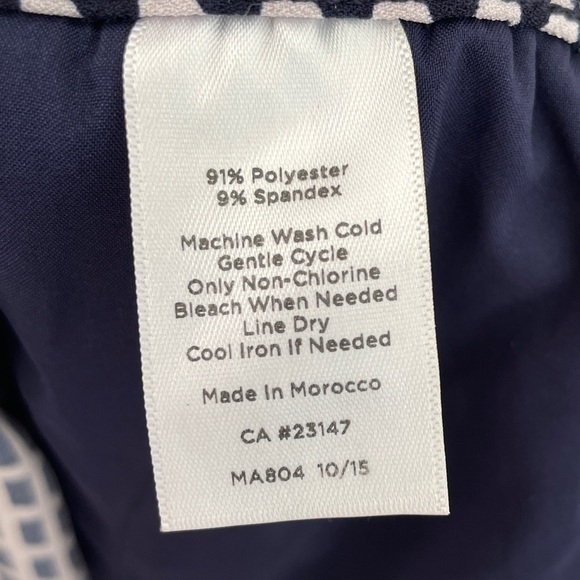 91% Polyester
9% Spandex
Machine Wash Cold
Gentle Cycle
Only Non-Chlorine
Bleach When Needed
Line Dry
Cool Iron If Needed
Made In Morocco
CA #23147
MA804 10/15